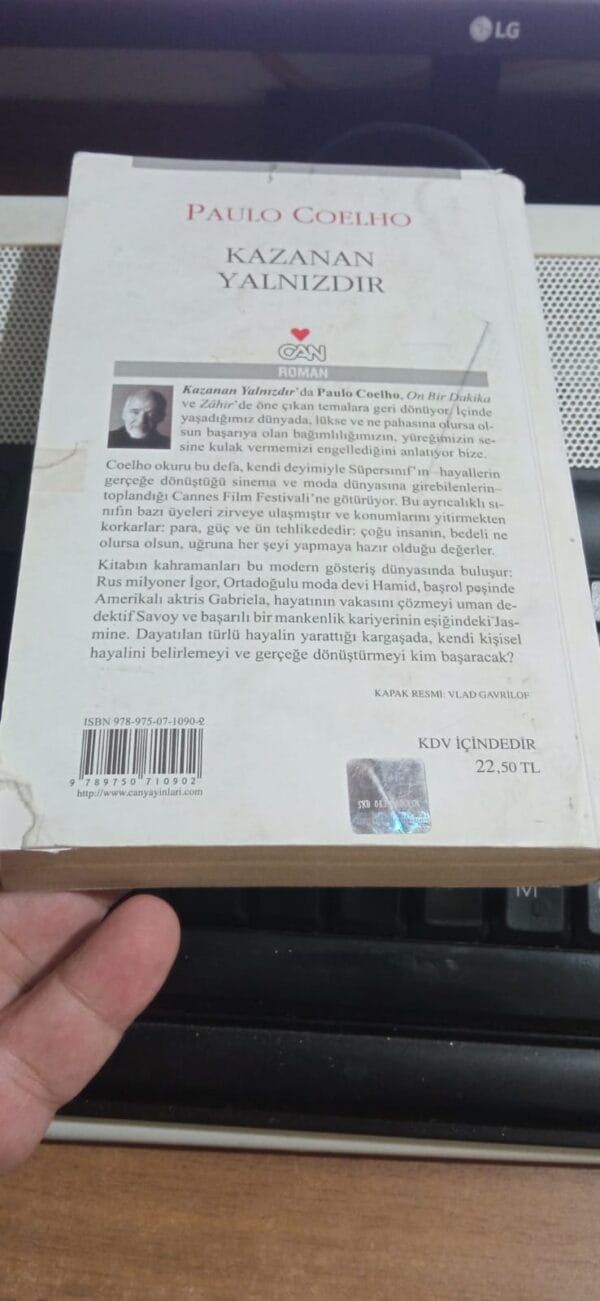 LG
PAULO COELHO
KAZANAN
YALNIZDIR
CAN
ROMAN
Kazanan Yalnızdır'da Paulo Coelho, On Bir Dakika
ve Zâhir'de öne çıkan temalara geri dönüyor. İçinde
yaşadığımız dünyada, lükse ve ne pahasına olursa ol-
sun başarıya olan bağımlılığımızın, yüreğimizin se-
sine kulak vermemizi engellediğini anlatıyor bize.
Coelho okuru bu defa, kendi deyimiyle Süpersınıf'ın –hayallerin
gerçeğe dönüştüğü sinema ve moda dünyasına girebilenlerin–
toplandığı Cannes Film Festivali'ne götürüyor. Bu ayrıcalıklı sı-
nıfın bazı üyeleri zirveye ulaşmıştır ve konumlarını yitirmekten
korkarlar: para, güç ve ün tehlikededir: çoğu insanın, bedeli ne
olursa olsun, uğruna her şeyi yapmaya hazır olduğu değerler.
Kitabın kahramanları bu modern gösteriş dünyasında buluşur:
Rus milyoner İgor, Ortadoğulu moda devi Hamid, başrol peşinde
Amerikalı aktris Gabriela, hayatının vakasını çözmeyi uman de-
dektif Savoy ve başarılı bir mankenlik kariyerinin eşiğindeki Jas-
mine. Dayatılan türlü hayalin yarattığı kargaşada, kendi kişisel
hayalini belirlemeyi ve gerçeğe dönüştürmeyi kim başaracak?
KAPAK RESMİ: VLAD GAVRILOF
ISBN 978-975-07-1090-2
9 789750 710902
http://www.canyayinlari.com
KDV İÇİNDEDİR
22,50 TL
M